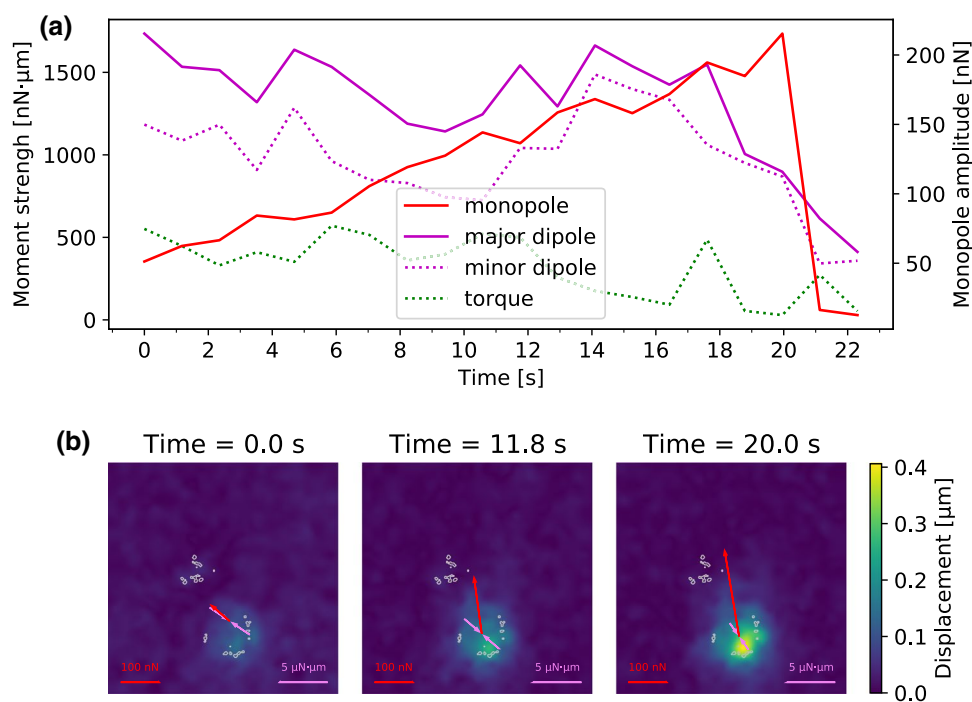 (a)
Moment strengh [nN·μm]
1500
1000
500
0
Monopole amplitude [nN]
200
150
100
50
monopole
major dipole
minor dipole
torque
0 2 4 6 8 10 12 14 16 18 20 22
Time [s]
(b)
Time = 0.0 s
Time = 11.8 s
Time = 20.0 s
100 nN
5 μN·μm
100 nN
5 μN·μm
100 nN
5 μN·μm
0.4
0.3
0.2
0.1
0.0
Displacement [μm]